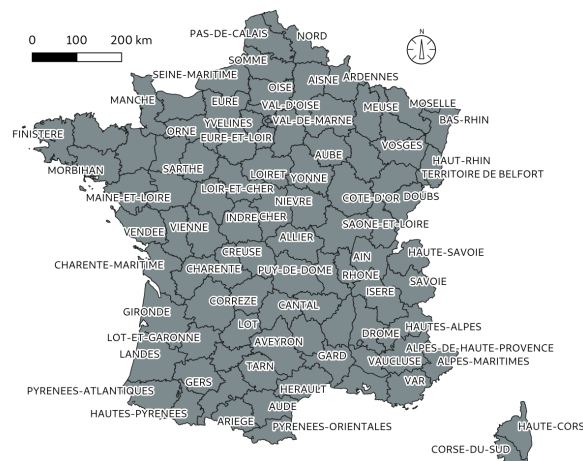 PAS-DE-CALAIS
NORD
N
0 100 200 km
SOMME
SEINE-MARITIME
AISNE
ARDENNES
OISE
MANCHE
EURE
VAL-D'OISE
MEUSE
MOSELLE
BAS-RHIN
FINISTERE
ORNE
YVELINES
VAL-DE-MARNE
EURE-ET-LOIR
VOSGES
AUBE
HAUT-RHIN
MORBIHAN
SARTHE
LOIRET
YONNE
TERRITOIRE DE BELFORT
LOIR-ET-CHER
MAINE-ET-LOIRE
NIEVRE
COTE-D'OR
DOUBS
INDRE
CHER
VENDEE
VIENNE
SAONE-ET-LOIRE
ALLIER
CREUSE
AIN
HAUTE-SAVOIE
CHARENTE-MARITIME
CHARENTE
PUY-DE-DOME
RHONE
SAVOIE
ISERE
CORREZE
CANTAL
GIRONDE
LOT
DROME
HAUTES-ALPES
LOT-ET-GARONNE
AVEYRON
LANDES
GARD
VAUCLUSE
ALPES-DE-HAUTE-PROVENCE
ALPES-MARITIMES
TARN
GERS
VAR
PYRENEES-ATLANTIQUES
HERAULT
HAUTES-PYRENEES
AUDE
ARIEGE
PYRENEES-ORIENTALES
HAUTE-CORS
CORSE-DU-SUD